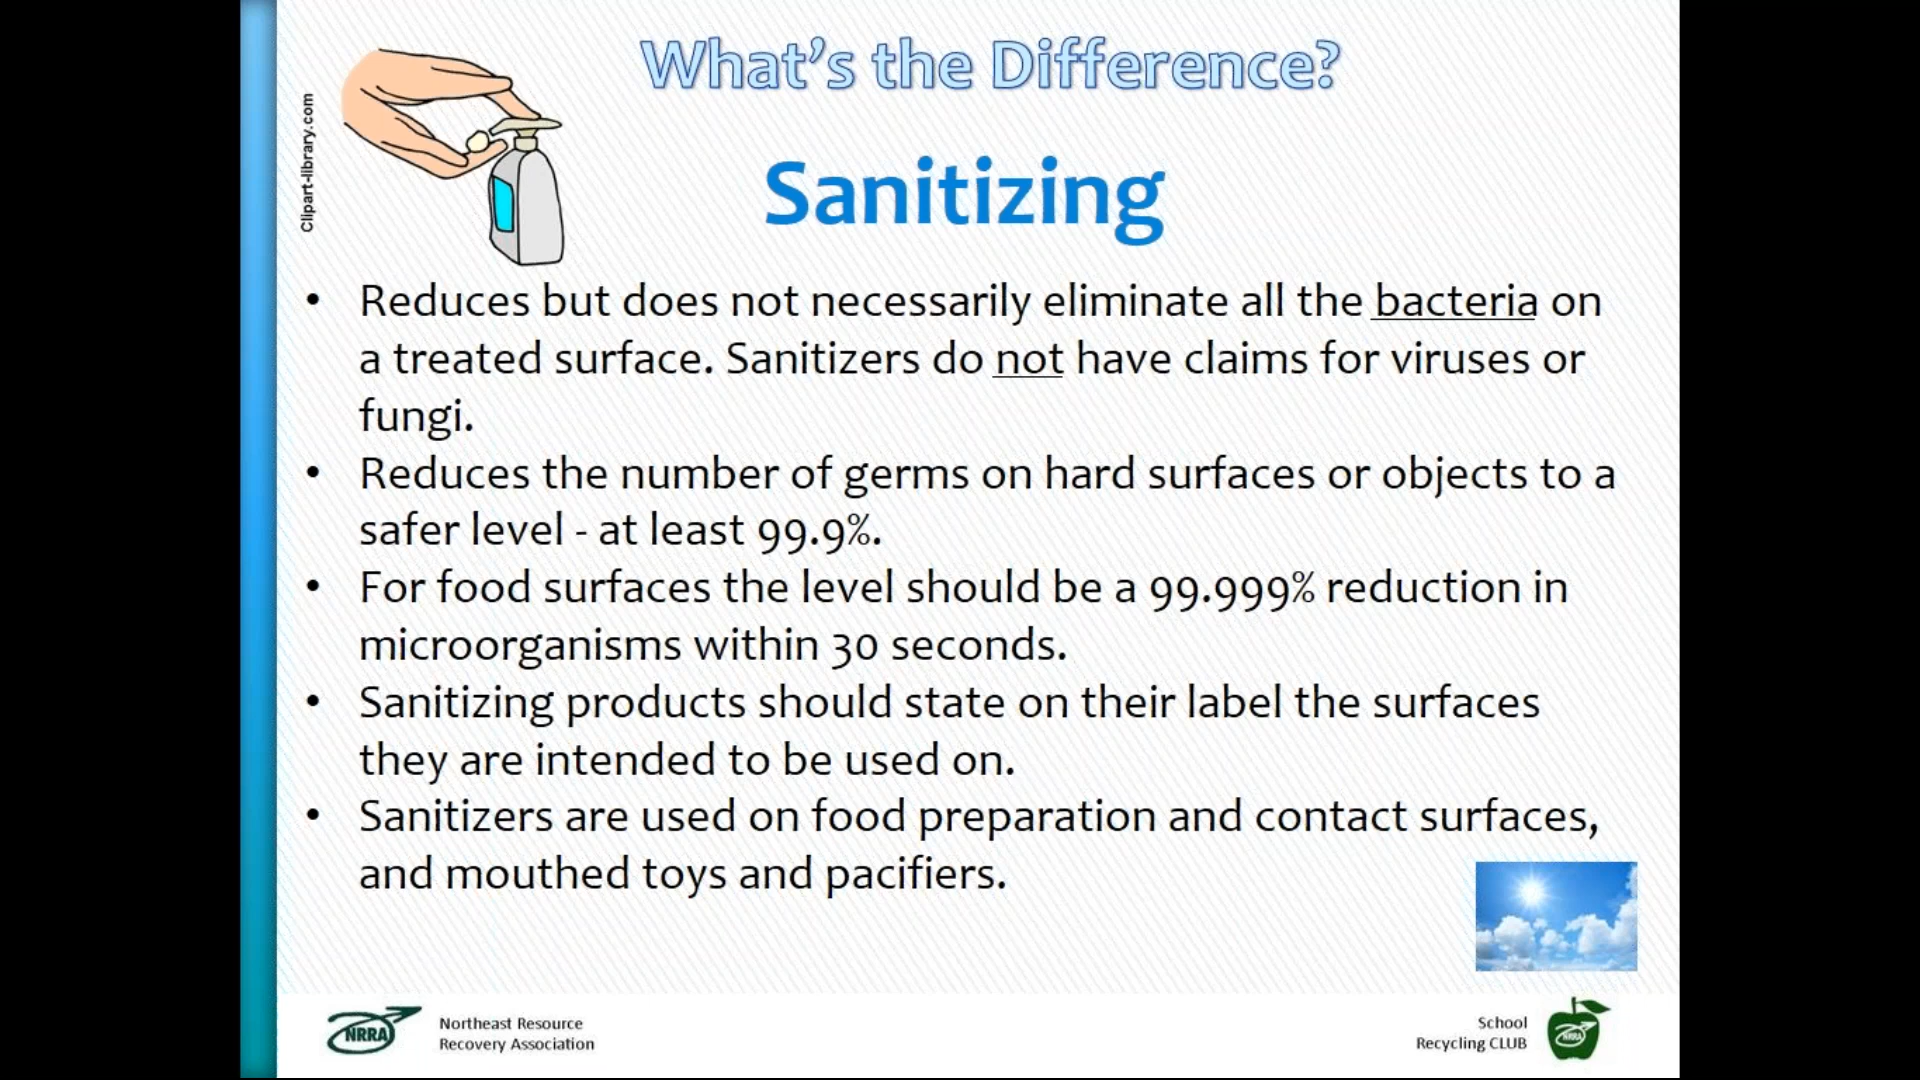 What's the Difference?
Clipart-library.com
Sanitizing
• Reduces but does not necessarily eliminate all the bacteria on
a treated surface. Sanitizers do not have claims for viruses or
fungi.
• Reduces the number of germs on hard surfaces or objects to a
safer level - at least 99.9%.
• For food surfaces the level should be a 99.999% reduction in
microorganisms within 30 seconds.
• Sanitizing products should state on their label the surfaces
they are intended to be used on.
• Sanitizers are used on food preparation and contact surfaces,
and mouthed toys and pacifiers.
NRRA
Northeast Resource
Recovery Association
School
Recycling CLUB
NRRA